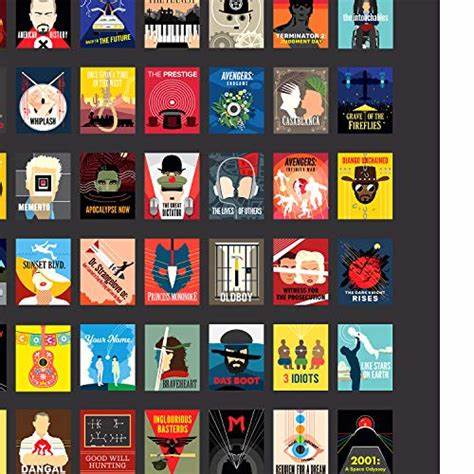 AMERICAN
HISTORY
BACK TO THE FUTURE
THE PIANIST
TERMINATOR 2:
JUDGMENT DAY
the intouchables
WHIPLASH
ONCE UPON A TIME
IN THE WEST
THE PRESTIGE
AVENGERS:
ENDGAME
CASABLANCA
GRAVE OF THE
FIREFLIES
MEMENTO
APOCALYPSE NOW
THE GREAT
DICTATOR
THE LIVES OF OTHERS
AVENGERS:
INFINITY WAR
DJANGO UNCHAINED
SUNSET BLVD.
Dr. Strangelove or:
PRINCESS MONONOKE
OLDBOY
WITNESS FOR
THE PROSECUTION
THE DARK KNIGHT
RISES
COCO
Your Name.
BRAVEHEART
DAS BOOT
3 IDIOTS
LIKE STARS
ON EARTH
DANGAL
GOOD WILL
HUNTING
INGLOURIOUS
BASTERDS
M
REQUIEM FOR A DREAM
2001:
A Space Odyssey